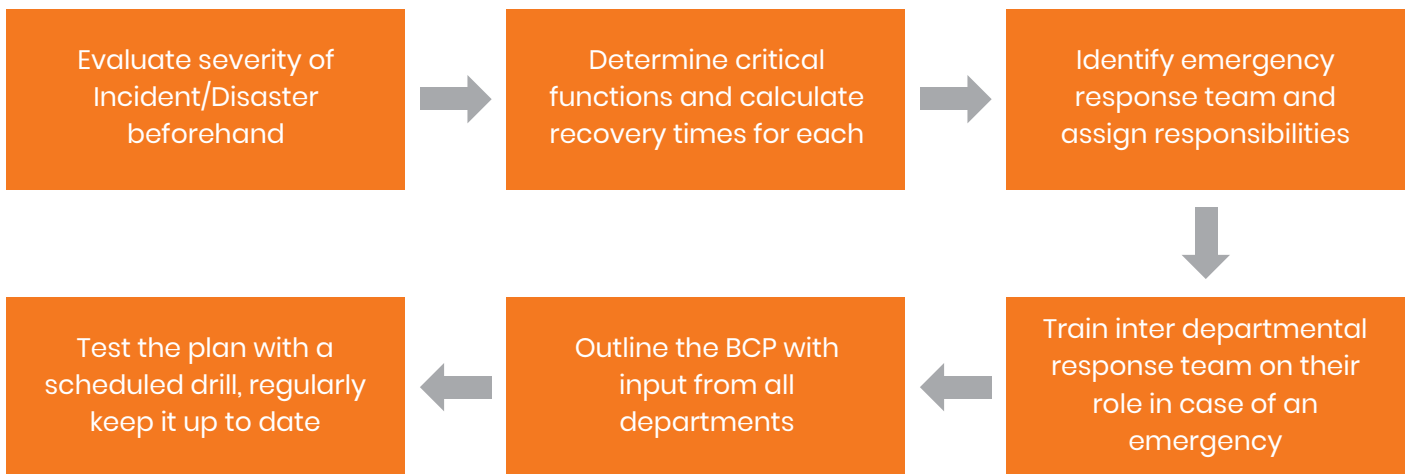 Evaluate severity of
Incident/Disaster
beforehand
Determine critical
functions and calculate
recovery times for each
Identify emergency
response team and
assign responsibilities
Train inter departmental
response team on their
role in case of an
emergency
Outline the BCP with
input from all
departments
Test the plan with a
scheduled drill, regularly
keep it up to date